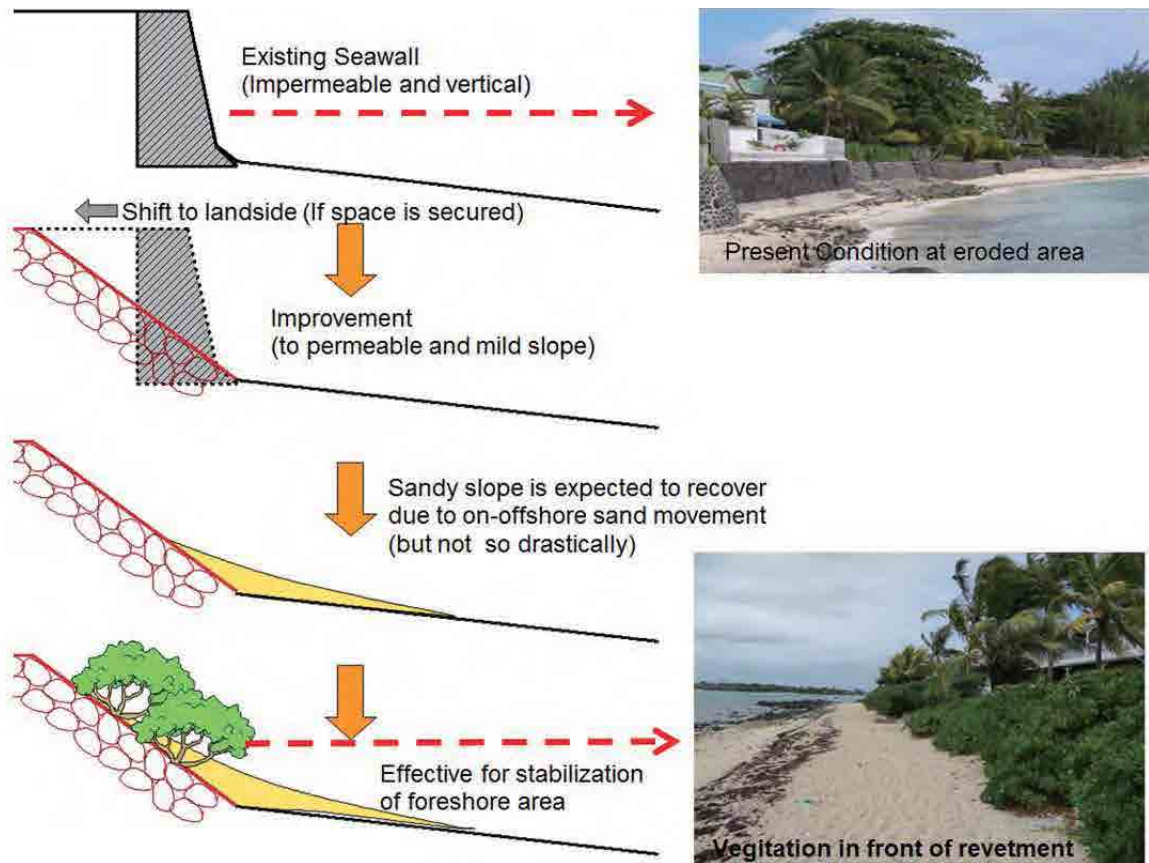 Existing Seawall
(Impermeable and vertical)
Present Condition at eroded area
Shift to landside (If space is secured)
Improvement
(to permeable and mild slope)
Sandy slope is expected to recover
due to on-offshore sand movement
(but not so drastically)
Effective for stabilization
of foreshore area
Vegitation in front of revetment